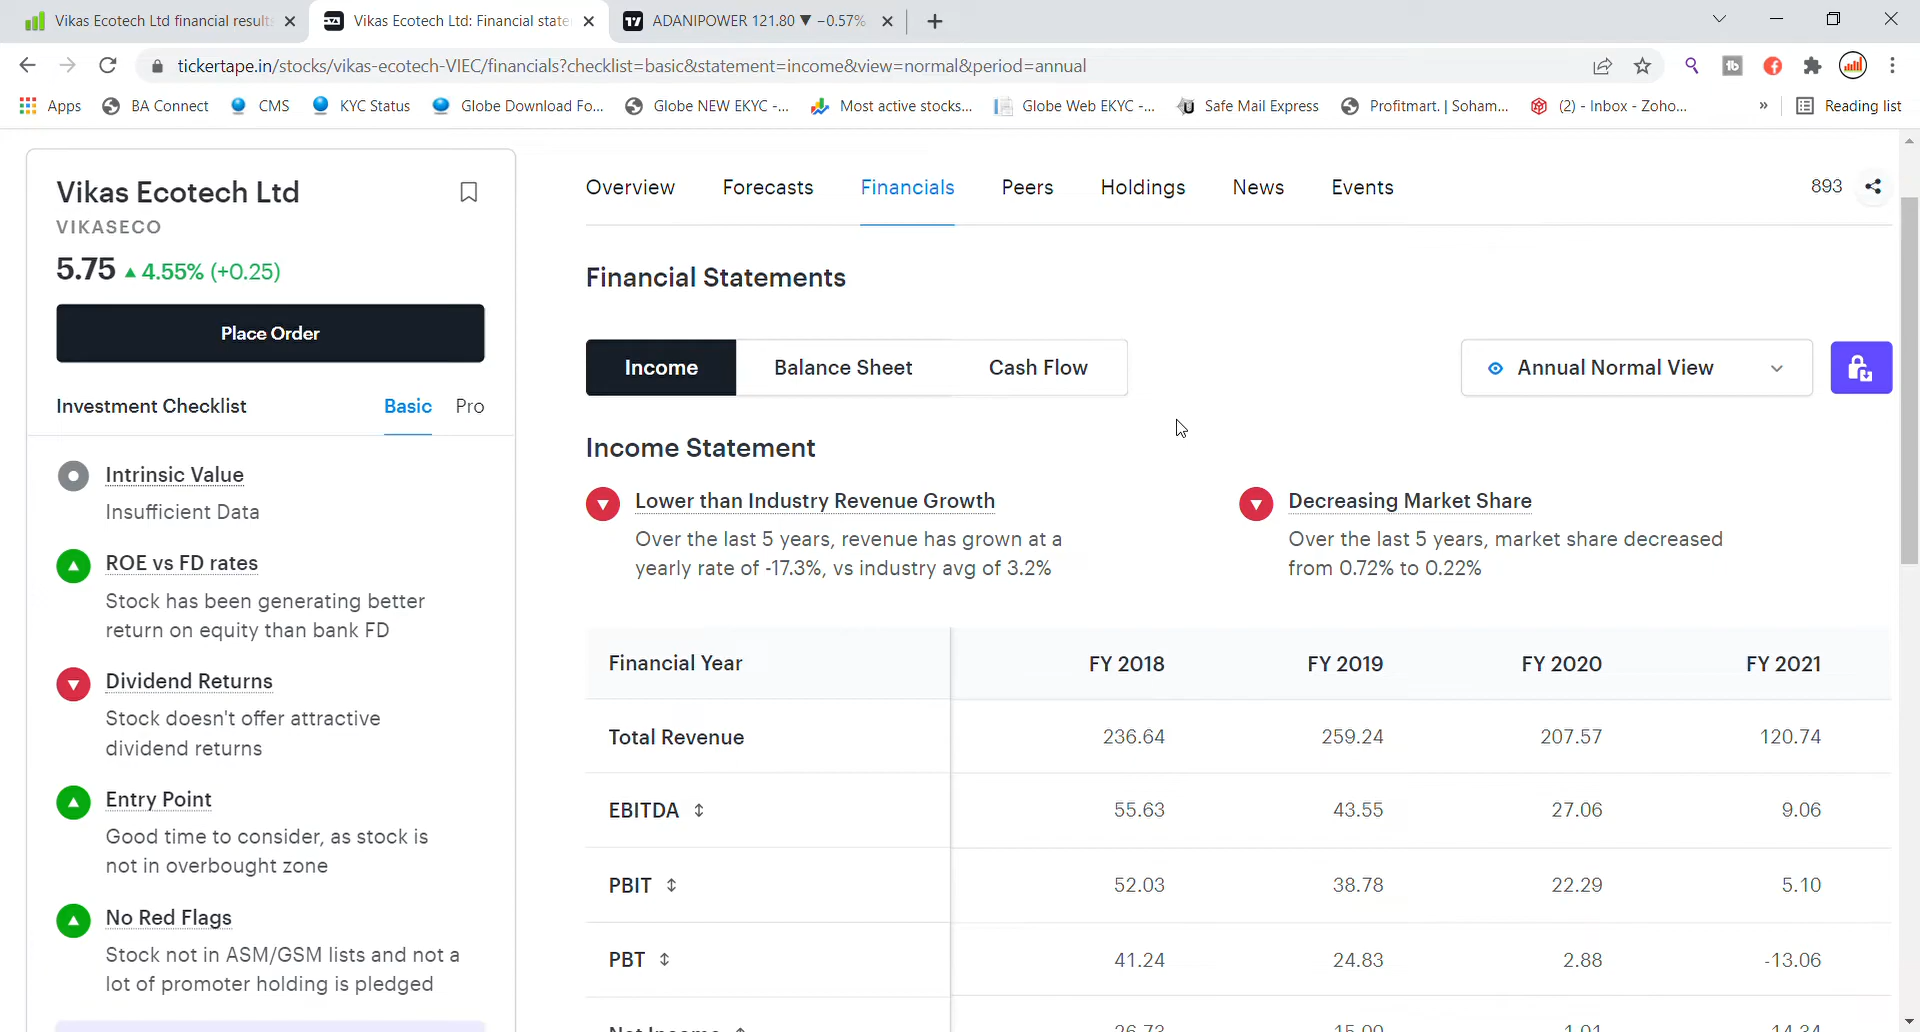 Vikas Ecotech Ltd financial results
Vikas Ecotech Ltd: Financial state
ADANIPOWER 121.80 ▼ −0.57%
tickertape.in/stocks/vikas-ecotech-VIEC/financials?checklist=basic&statement=income&view=normal&period=annual
Apps BA Connect CMS KYC Status Globe Download Fo... Globe NEW EKYC -... Most active stocks... Globe Web EKYC -... Safe Mail Express Profitmart. | Soham... (2) - Inbox - Zoho... » Reading list
Vikas Ecotech Ltd
VIKASECO
5.75 ▲ 4.55% (+0.25)
Place Order
Investment Checklist Basic Pro
Intrinsic Value
Insufficient Data
ROE vs FD rates
Stock has been generating better
return on equity than bank FD
Dividend Returns
Stock doesn't offer attractive
dividend returns
Entry Point
Good time to consider, as stock is
not in overbought zone
No Red Flags
Stock not in ASM/GSM lists and not a
lot of promoter holding is pledged
Overview Forecasts Financials Peers Holdings News Events 893
Financial Statements
Income Balance Sheet Cash Flow Annual Normal View
Income Statement
Lower than Industry Revenue Growth
Over the last 5 years, revenue has grown at a
yearly rate of -17.3%, vs industry avg of 3.2%
Decreasing Market Share
Over the last 5 years, market share decreased
from 0.72% to 0.22%
Financial Year FY 2018 FY 2019 FY 2020 FY 2021
Total Revenue 236.64 259.24 207.57 120.74
EBITDA 55.63 43.55 27.06 9.06
PBIT 52.03 38.78 22.29 5.10
PBT 41.24 24.83 2.88 -13.06